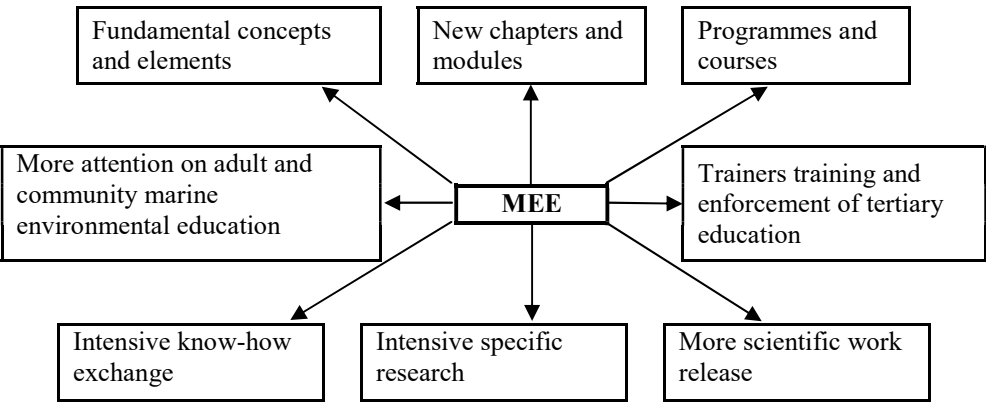 Fundamental concepts
and elements
New chapters and
modules
Programmes and
courses
More attention on adult and
community marine
environmental education
MEE
Trainers training and
enforcement of tertiary
education
Intensive know-how
exchange
Intensive specific
research
More scientific work
release